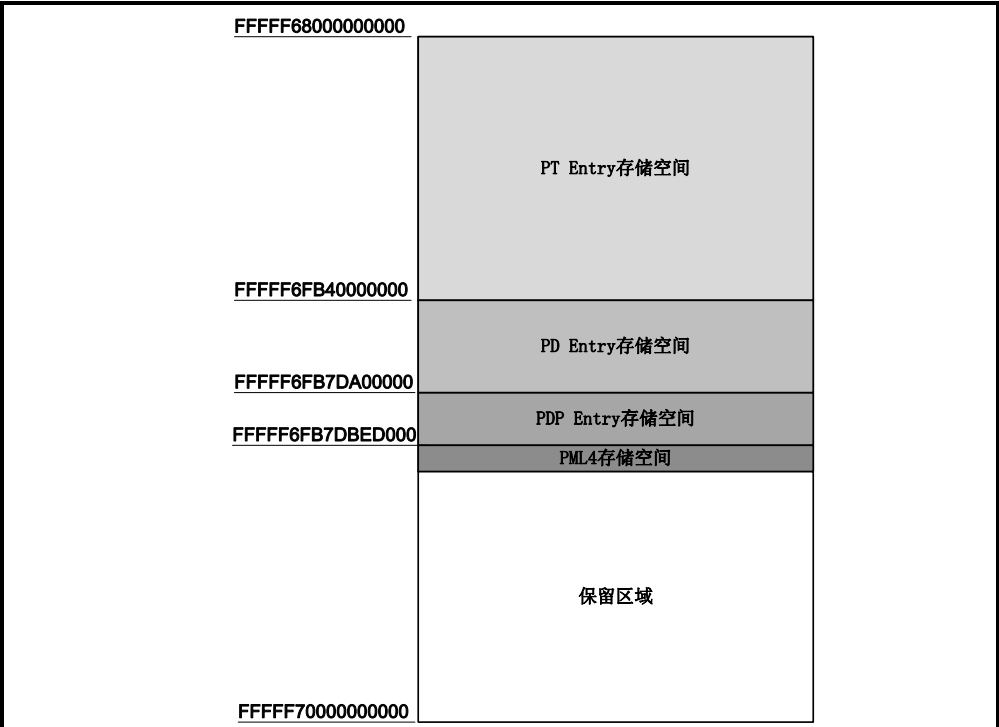 FFFFF68000000000
PT Entry存储空间
FFFFF6FB40000000
PD Entry存储空间
FFFFF6FB7DA00000
PDP Entry存储空间
FFFFF6FB7DBED000
PML4存储空间
保留区域
FFFFF70000000000